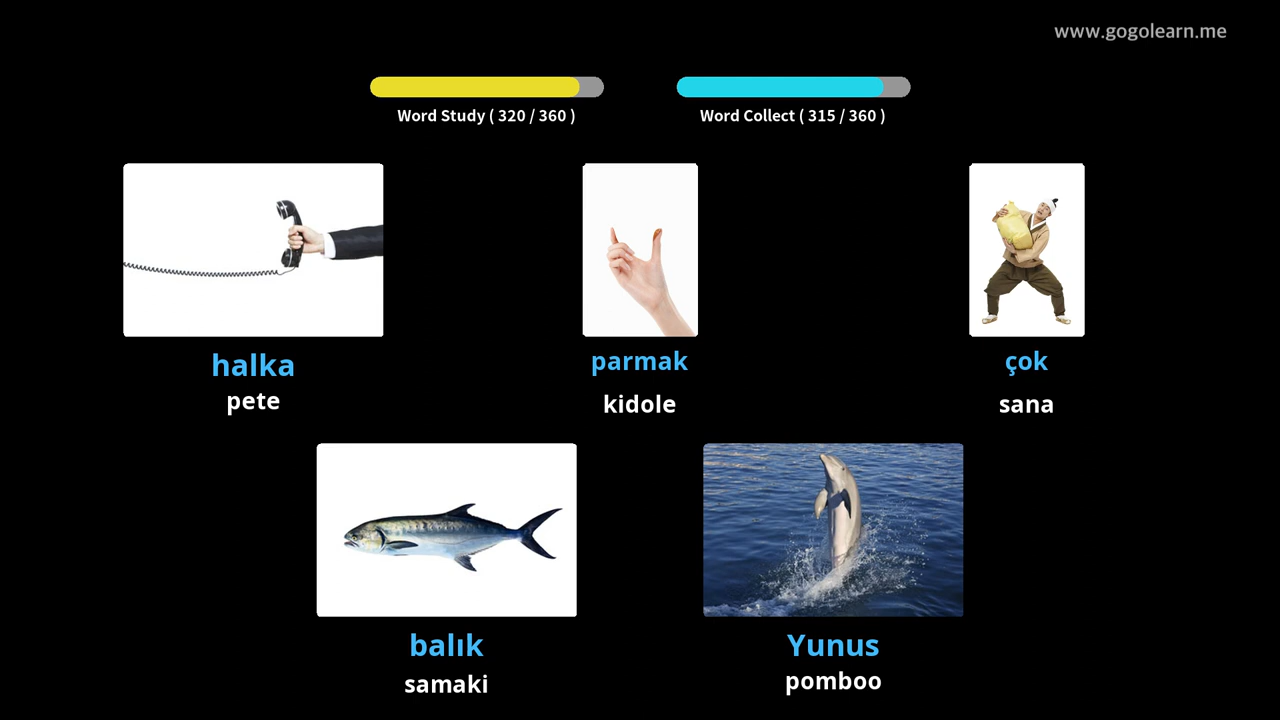 www.gogolearn.me
Word Study ( 320 / 360 )
Word Collect ( 315 / 360 )
halka
pete
parmak
kidole
çok
sana
balık
samaki
Yunus
pomboo